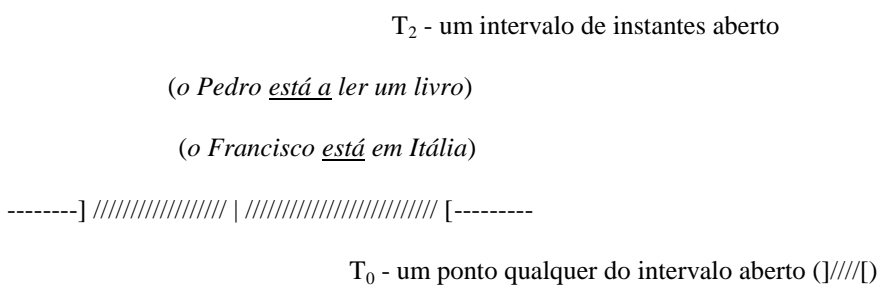 T₂ - um intervalo de instantes aberto
(o Pedro está a ler um livro)
(o Francisco está em Itália)
--------] ////////////////// | ////////////////////////// [---------
T₀ - um ponto qualquer do intervalo aberto (]////[)